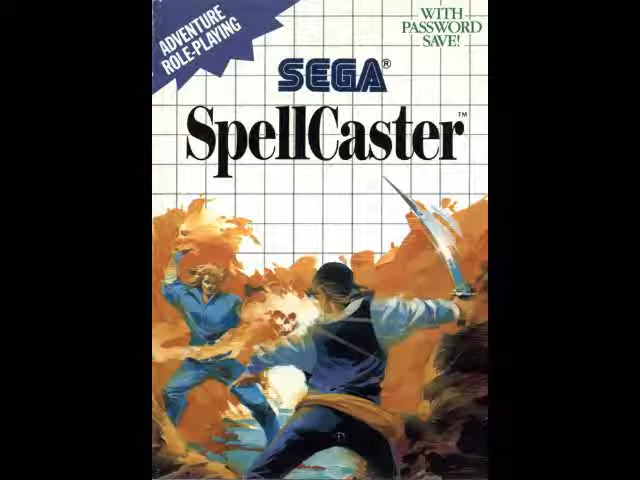 ADVENTURE
ROLE-PLAYING
WITH
PASSWORD
SAVE!
SEGA®
SpellCaster™